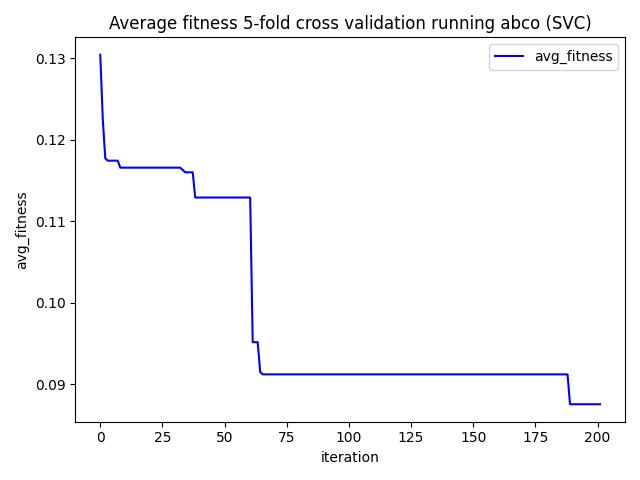 Average fitness 5-fold cross validation running abco (SVC)
avg_fitness
0.13
0.12
0.11
0.10
0.09
avg_fitness
0 25 50 75 100 125 150 175 200
iteration